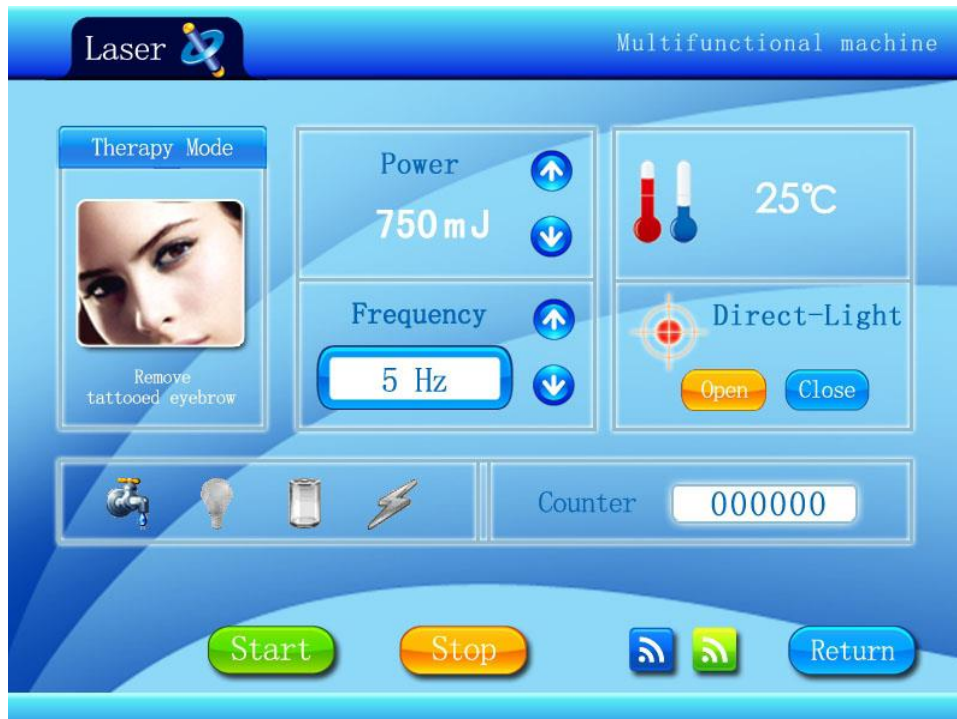 Laser
Multifunctional machine
Therapy Mode
Remove
tattooed eyebrow
Power
750mJ
Frequency
5 Hz
25℃
Direct-Light
Open
Close
Counter
000000
Start
Stop
Return